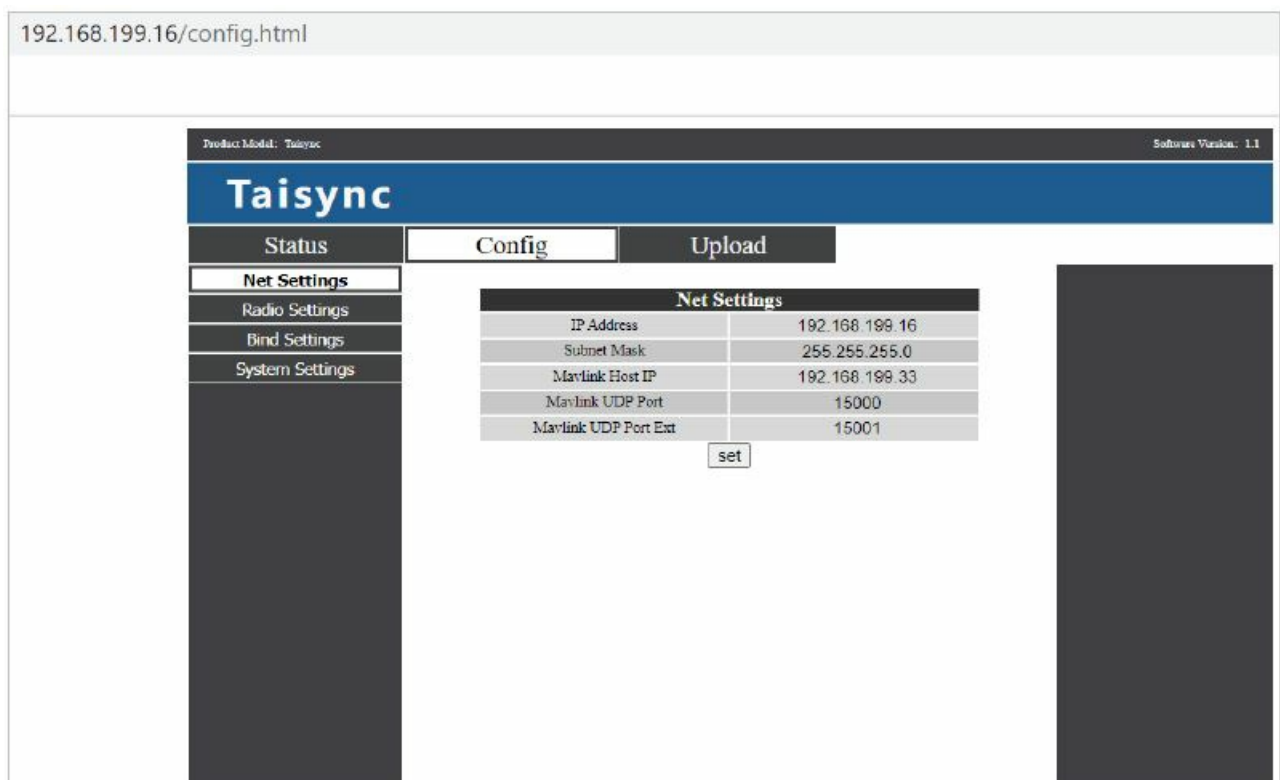 192.168.199.16/config.html
Product Modal: Taisync Software Version: 1.1
Taisync
Status Config Upload
Net Settings
Radio Settings
Bind Settings
System Settings
Net Settings
IP Address 192.168.199.16
Subnet Mask 255.255.255.0
Mavlink Host IP 192.168.199.33
Mavlink UDP Port 15000
Mavlink UDP Port Ext 15001
set